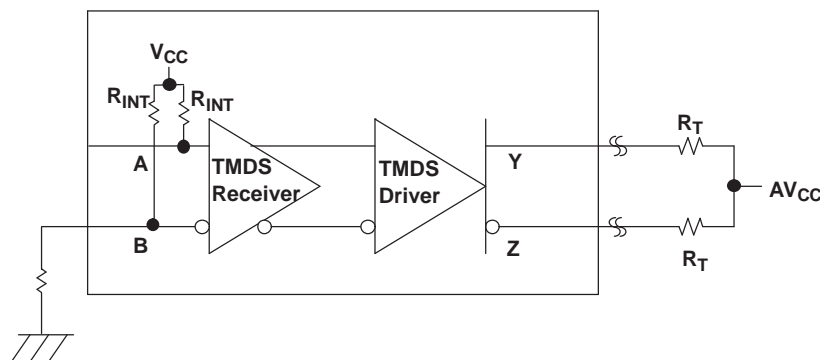 VCC
RINT
RINT
A
TMDS
Receiver
TMDS
Driver
Y
RT
AVCC
B
Z
RT